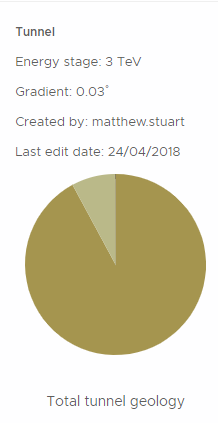 Tunnel
Energy stage: 3 TeV
Gradient: 0.03°
Created by: matthew.stuart
Last edit date: 24/04/2018
Total tunnel geology